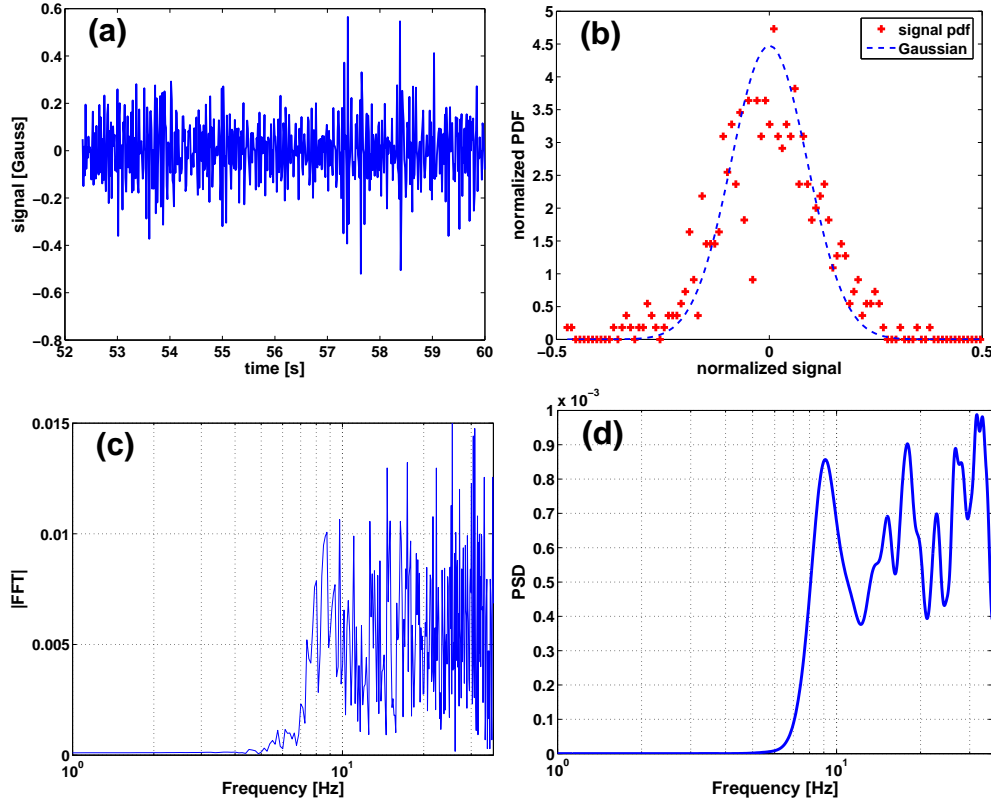 (a)
signal [Gauss]
0.6
0.4
0.2
0
−0.2
−0.4
−0.6
−0.8
52 53 54 55 56 57 58 59 60
time [s]
(b)
signal pdf
Gaussian
normalized PDF
5
4.5
4
3.5
3
2.5
2
1.5
1
0.5
0
−0.5 0 0.5
normalized signal
(c)
|FFT|
0.015
0.01
0.005
0
10^0 10^1
Frequency [Hz]
(d)
x 10^−3
PSD
1
0.9
0.8
0.7
0.6
0.5
0.4
0.3
0.2
0.1
0
10^0 10^1
Frequency [Hz]